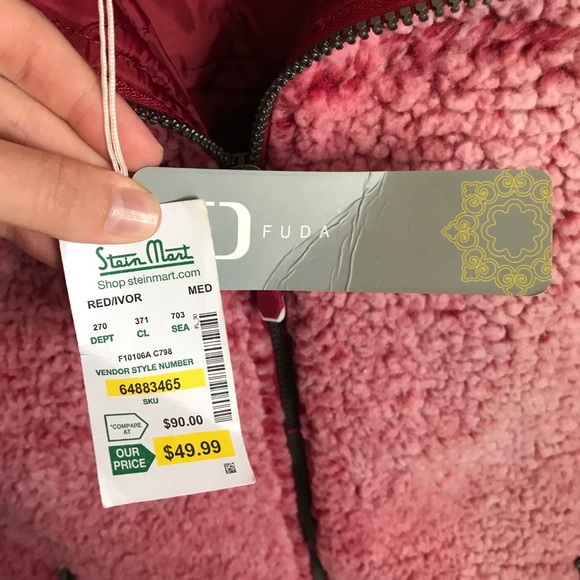 FUDA
Stein Mart
Shop steinmart.com
RED/IVOR MED
270 371 703
DEPT CL SEA
F10106A C798
VENDOR STYLE NUMBER
64883465
SKU
*COMPARE AT $90.00
OUR PRICE $49.99